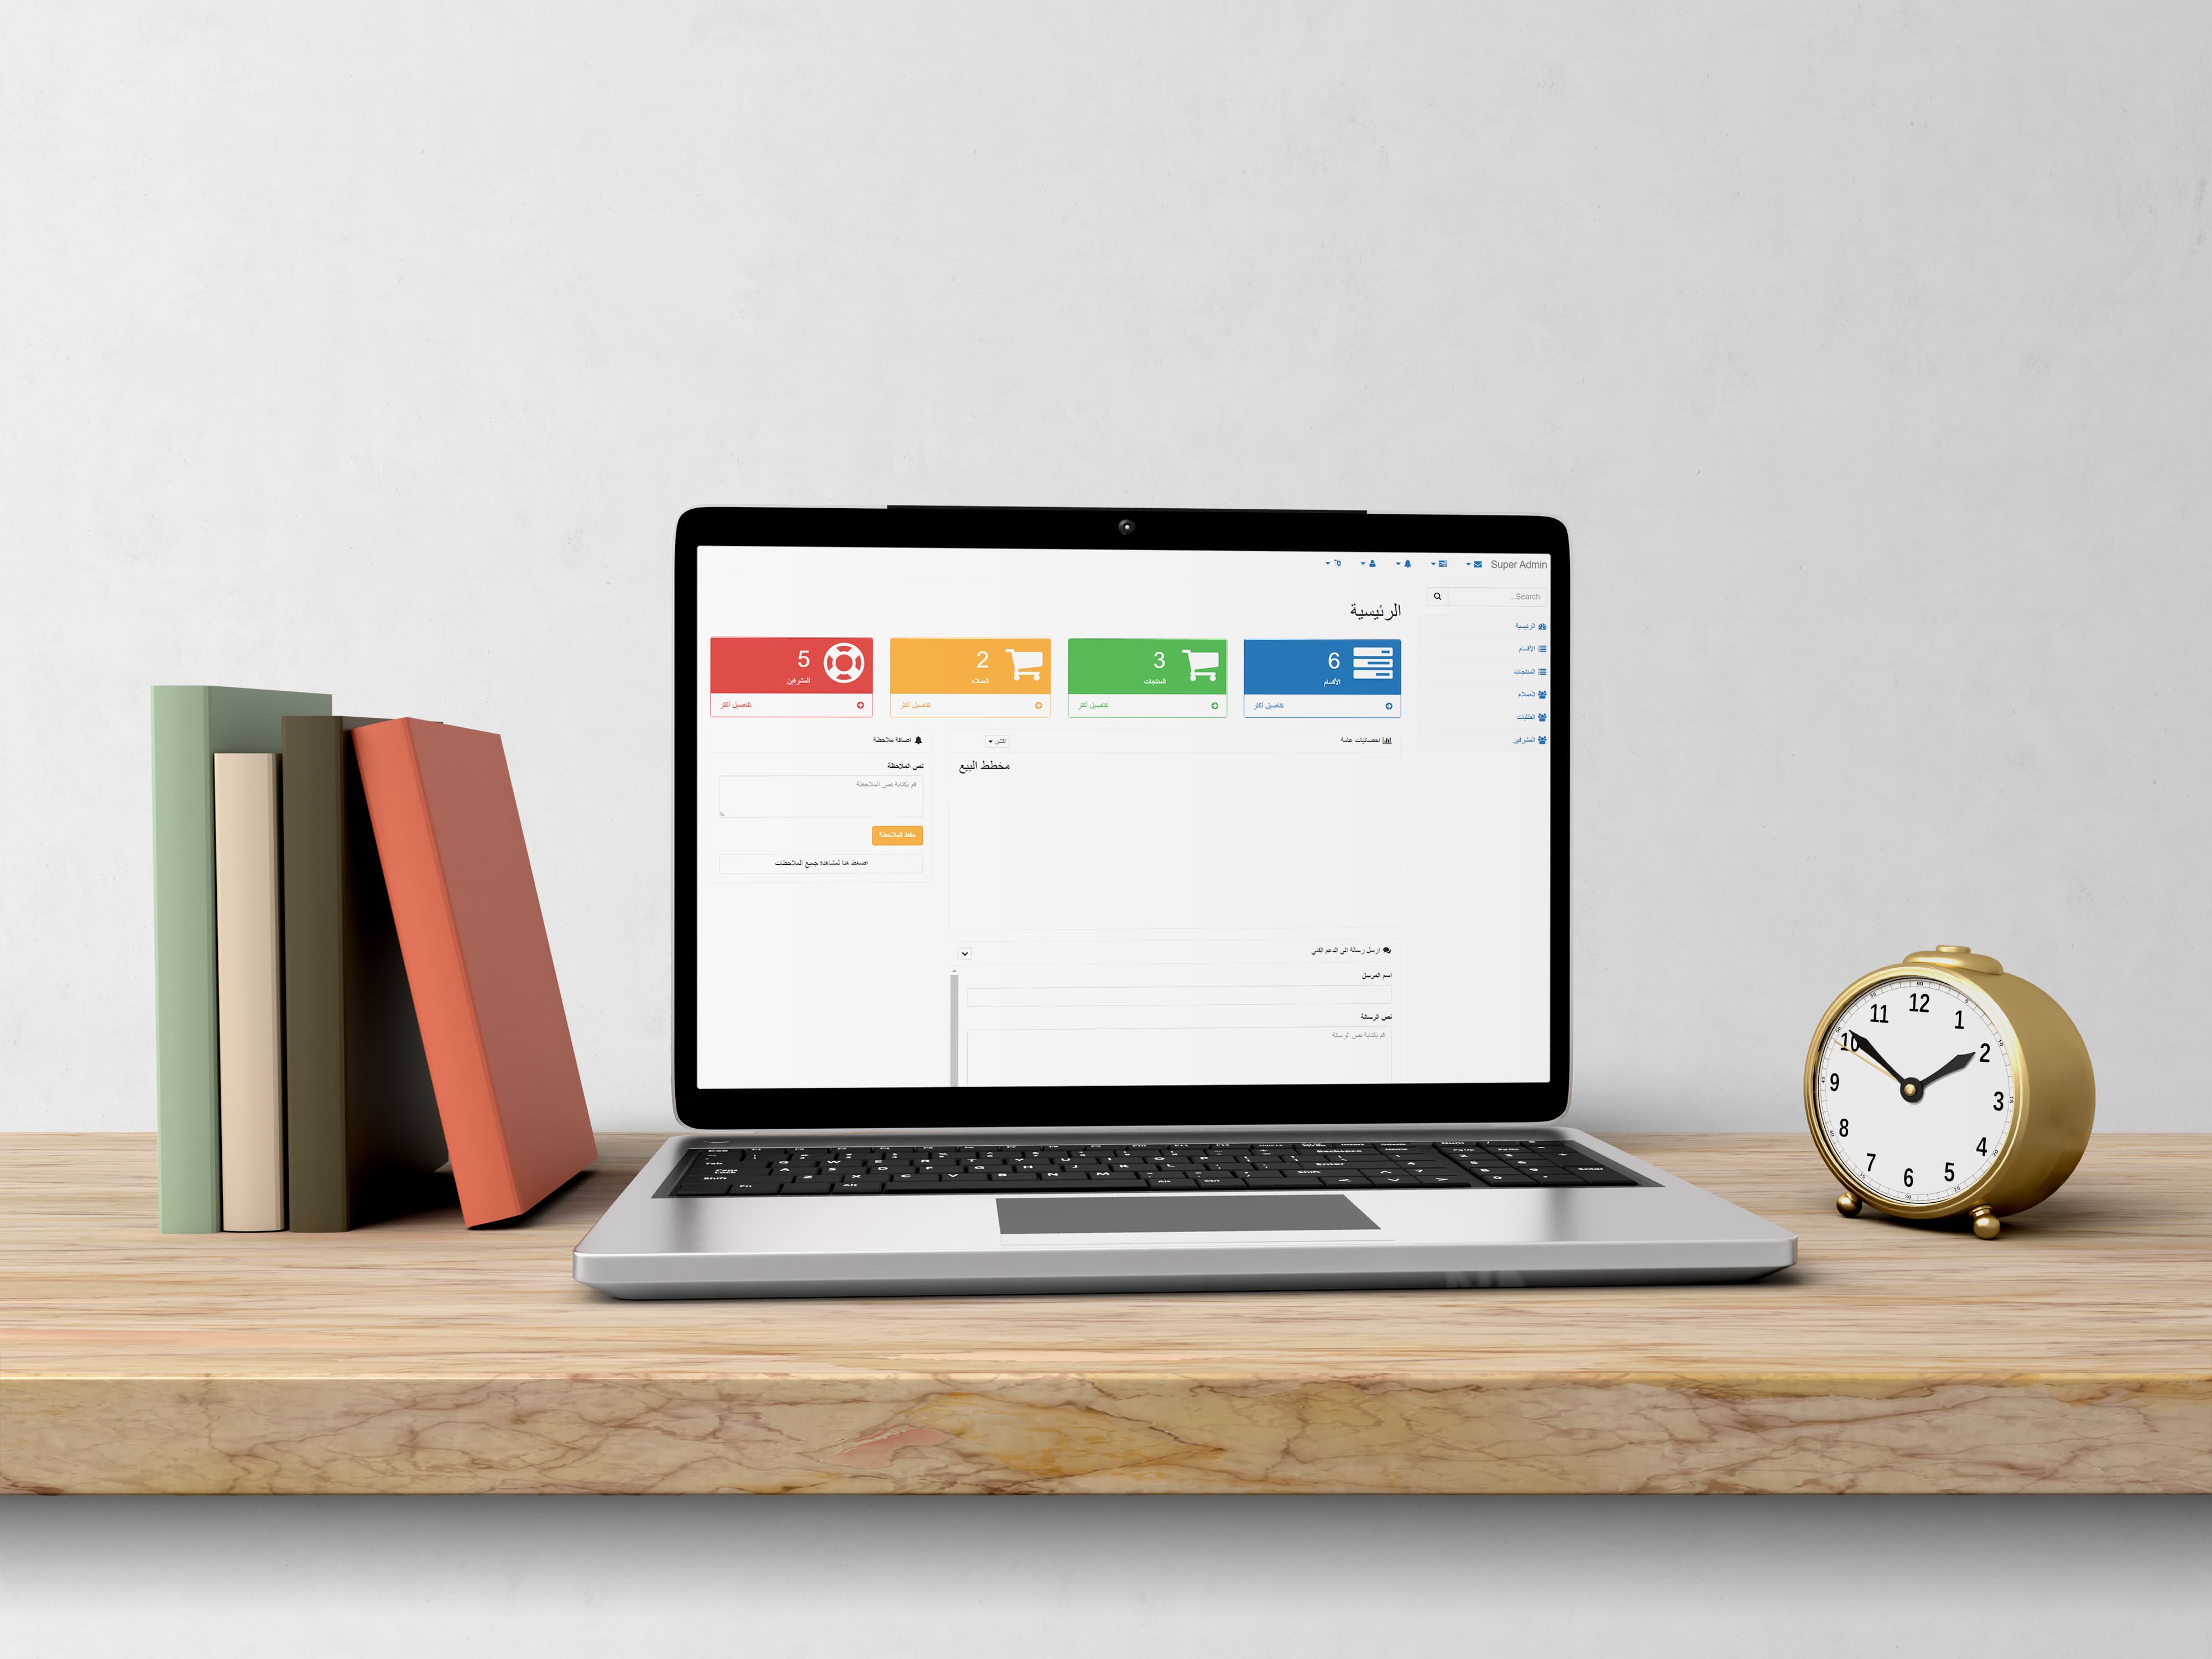 Super Admin
Search...
الرئيسية
الأقسام
المنتجات
العملاء
الطلبات
المشرفين
الرئيسية
6
الأقسام
تفاصيل أكثر
3
المنتجات
تفاصيل أكثر
2
العملاء
تفاصيل أكثر
5
المشرفين
تفاصيل أكثر
احصائيات عامة
اكشن
مخطط البيع
اضافة ملاحظة
نص الملاحظة
قم بكتابة نص الملاحظة
حفظ الملاحظة
اضغط هنا لمشاهدة جميع الملاحظات
ارسل رسالة الى الدعم الفني
اسم المرسل
نص الرسالة
قم بكتابة نص الرسالة
12
1
2
3
4
5
6
7
8
9
10
11